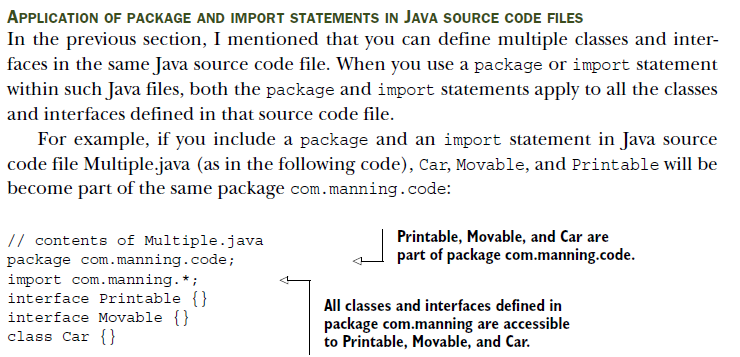 APPLICATION OF PACKAGE AND IMPORT STATEMENTS IN JAVA SOURCE CODE FILES
In the previous section, I mentioned that you can define multiple classes and inter-
faces in the same Java source code file. When you use a package or import statement
within such Java files, both the package and import statements apply to all the classes
and interfaces defined in that source code file.
For example, if you include a package and an import statement in Java source
code file Multiple.java (as in the following code), Car, Movable, and Printable will be
become part of the same package com.manning.code:
// contents of Multiple.java
package com.manning.code;
import com.manning.*;
interface Printable {}
interface Movable {}
class Car {}
Printable, Movable, and Car are
part of package com.manning.code.
All classes and interfaces defined in
package com.manning are accessible
to Printable, Movable, and Car.